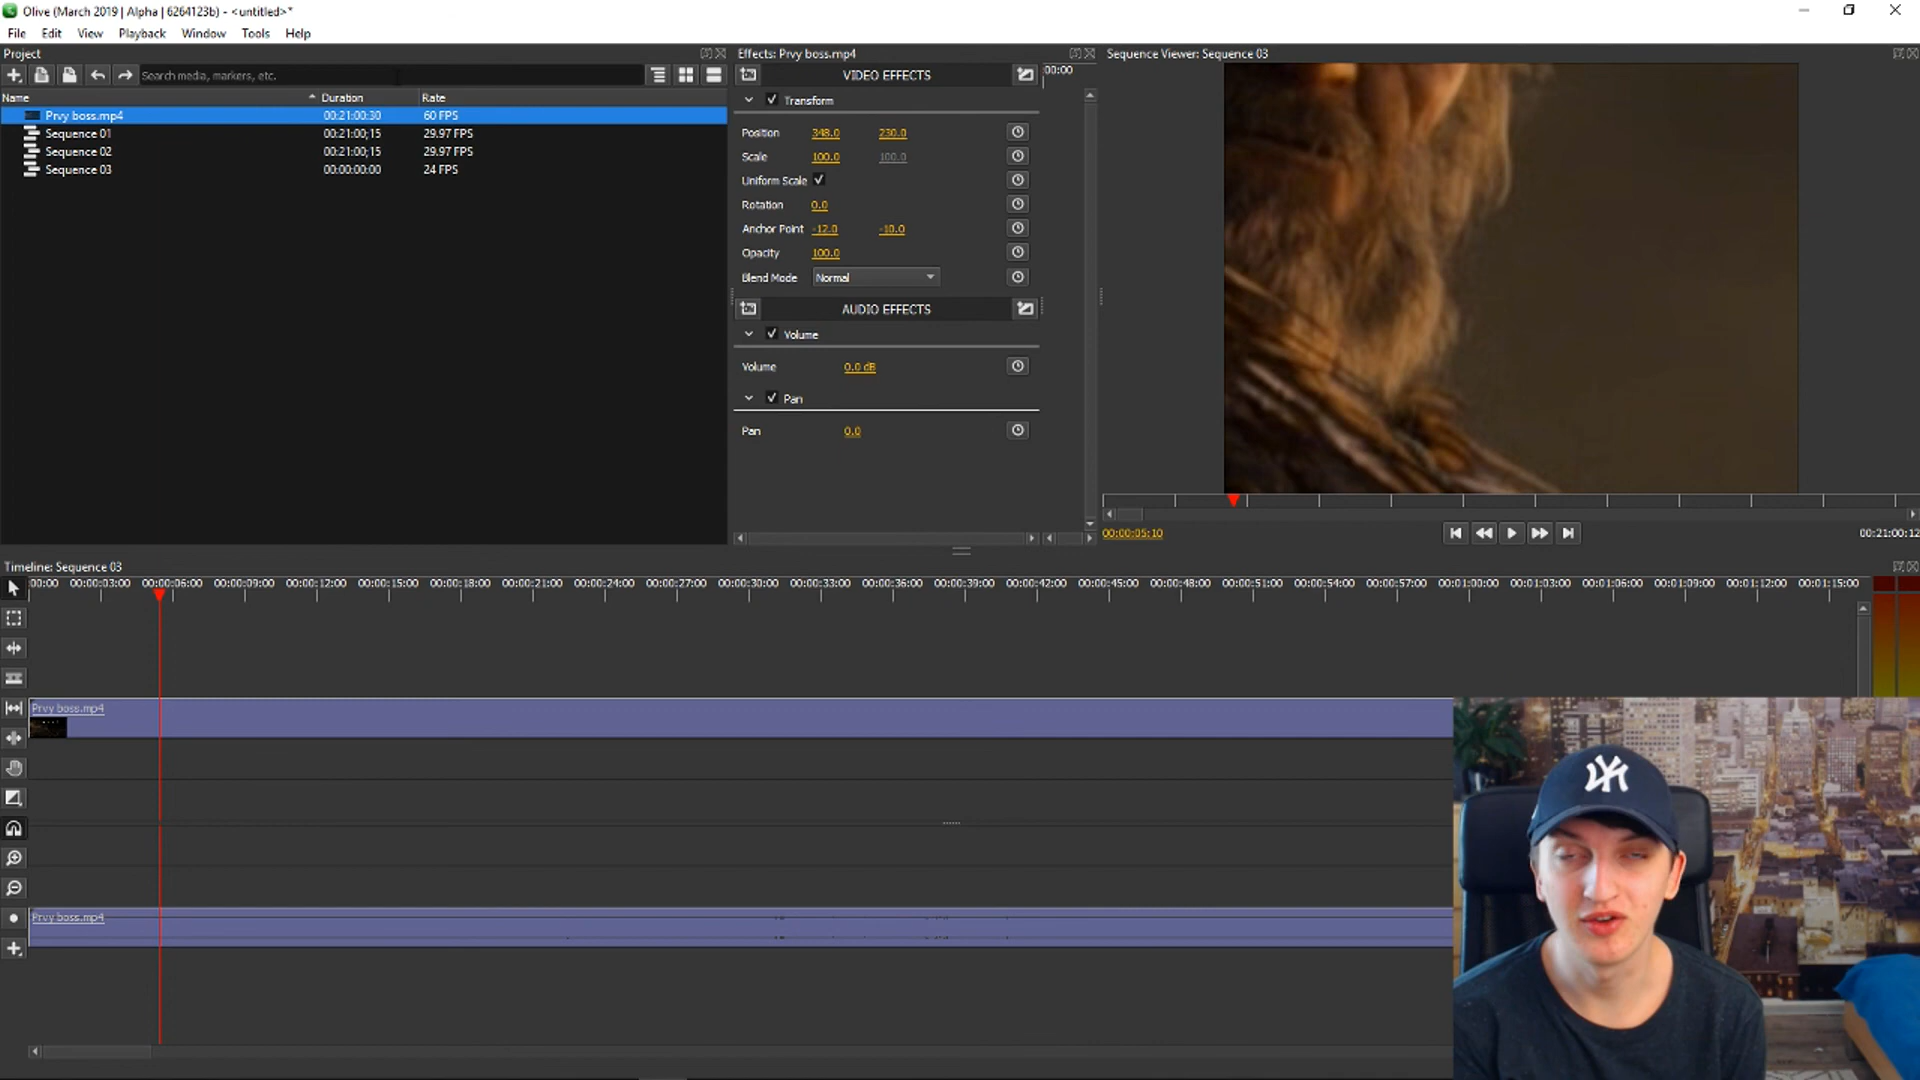 Olive (March 2019 | Alpha | 6264123b) - <untitled>*
File Edit View Playback Window Tools Help
Project
Search media, markers, etc.
Name Duration Rate
Prvy boss.mp4 00:21:00:30 60 FPS
Sequence 01 00:21:00;15 29.97 FPS
Sequence 02 00:21:00;15 29.97 FPS
Sequence 03 00:00:00:00 24 FPS
Effects: Prvy boss.mp4
VIDEO EFFECTS
00:00
Transform
Position 348.0 230.0
Scale 100.0 100.0
Uniform Scale
Rotation 0.0
Anchor Point -12.0 -10.0
Opacity 100.0
Blend Mode Normal
AUDIO EFFECTS
Volume
Volume 0.0 dB
Pan
Pan 0.0
Sequence Viewer: Sequence 03
00:00:05:10
00:21:00:12
Timeline: Sequence 03
00:00 00:00:03:00 00:00:06:00 00:00:09:00 00:00:12:00 00:00:15:00 00:00:18:00 00:00:21:00 00:00:24:00 00:00:27:00 00:00:30:00 00:00:33:00 00:00:36:00 00:00:39:00 00:00:42:00 00:00:45:00 00:00:48:00 00:00:51:00 00:00:54:00 00:00:57:00 00:01:00:00 00:01:03:00 00:01:06:00 00:01:09:00 00:01:12:00 00:01:15:00
Prvy boss.mp4
Prvy boss.mp4
NY